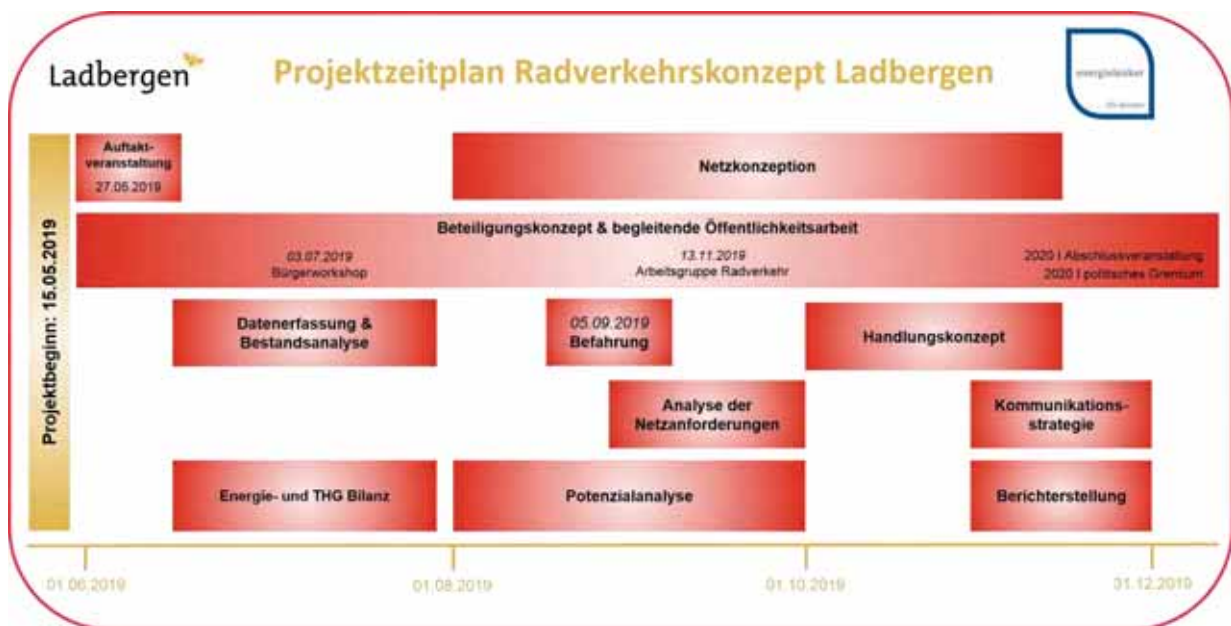 Ladbergen
Projektzeitplan Radverkehrskonzept Ladbergen
energielenker
Projektbeginn: 15.05.2019
Auftakt-
veranstaltung
27.05.2019
Netzkonzeption
Beteiligungskonzept & begleitende Öffentlichkeitsarbeit
03.07.2019
Bürgerworkshop
13.11.2019
Arbeitsgruppe Radverkehr
2020 | Abschlussveranstaltung
2020 | politisches Gremium
Datenerfassung &
Bestandsanalyse
05.09.2019
Befahrung
Handlungskonzept
Analyse der
Netzanforderungen
Kommunikations-
strategie
Energie- und THG Bilanz
Potenzialanalyse
Berichterstellung
01.06.2019
01.08.2019
01.10.2019
31.12.2019